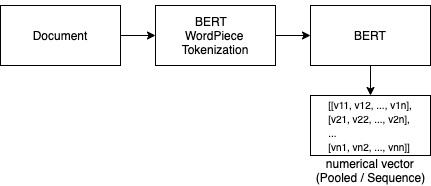 Document
BERT
WordPiece
Tokenization
BERT
[[v11, v12, ..., v1n],
[v21, v22, ..., v2n],
...
[vn1, vn2, ..., vnn]]
numerical vector
(Pooled / Sequence)